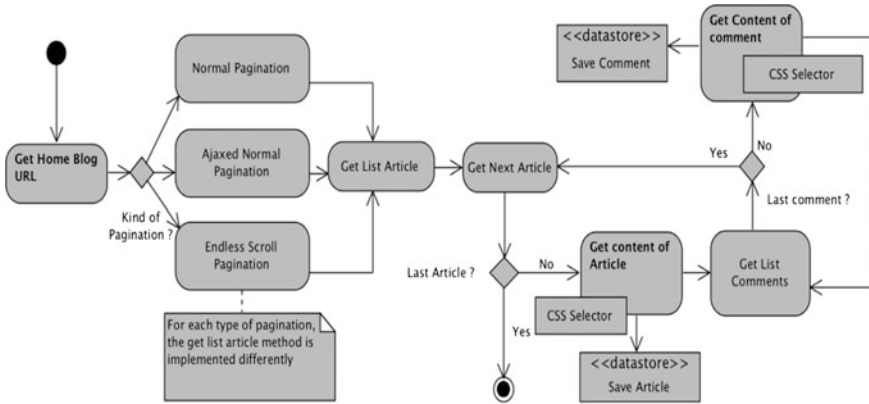 Get Home Blog
URL
Kind of
Pagination ?
Normal Pagination
Ajaxed Normal
Pagination
Endless Scroll
Pagination
For each type of pagination,
the get list article method is
implemented differently
Get List Article
Get Next Article
Last Article ?
No
Yes
Get content of
Article
CSS Selector
<<datastore>>
Save Article
Get List
Comments
Last comment ?
Yes
No
Get Content of
comment
CSS Selector
<<datastore>>
Save Comment